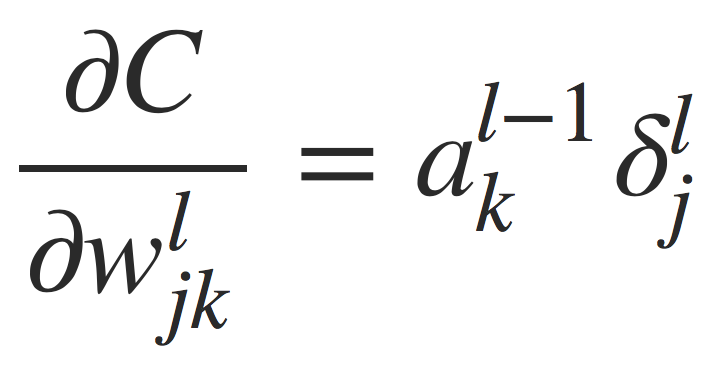 ∂C/∂w^l_{jk} = a^{l−1}_k δ^l_j